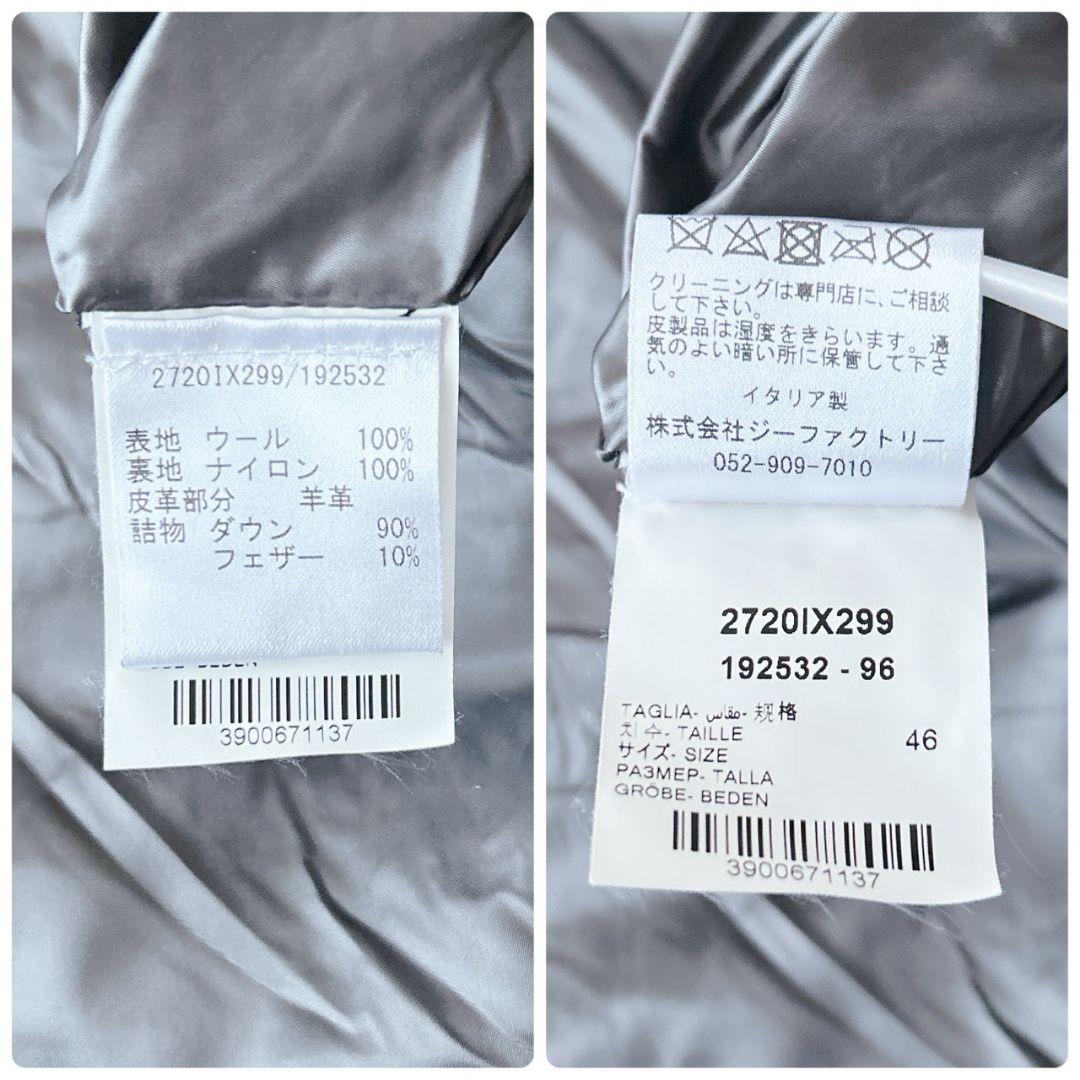 2720IX299/192532
表地 ウール 100%
裏地 ナイロン 100%
皮革部分 羊革
詰物 ダウン 90%
フェザー 10%
3900671137
クリーニングは専門店に、ご相談
して下さい。
皮製品は湿度をきらいます。通
気のよい暗い所に保管して下さ
い。
イタリア製
株式会社ジーファクトリー
052-909-7010
2720IX299
192532 - 96
TAGLIA- مقاس- 规格
치 수- TAILLE
サイズ- SIZE 46
PA3MEP- TALLA
GRÖBE- BEDEN
3900671137